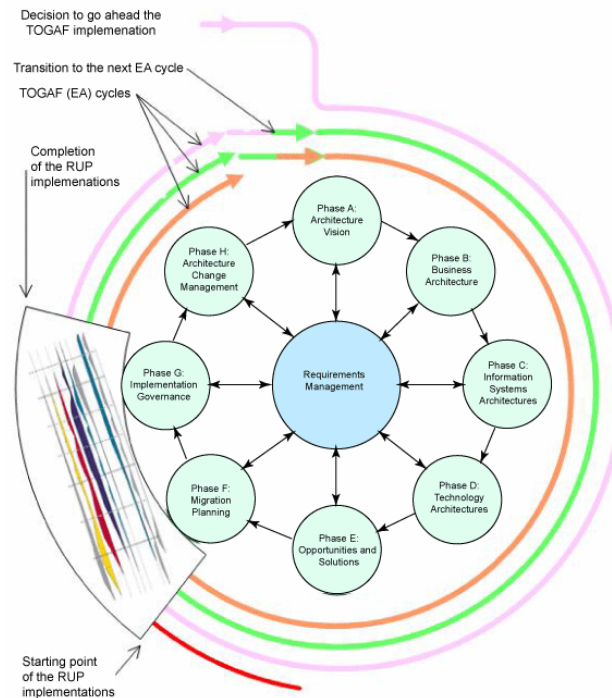 Decision to go ahead the
TOGAF implemenation
Transition to the next EA cycle
TOGAF (EA) cycles
Completion
of the RUP
implemenations
Phase A:
Architecture
Vision
Phase H:
Architecture
Change
Management
Phase B:
Business
Architecture
Phase G:
Implementation
Governance
Requirements
Management
Phase C:
Information
Systems
Architectures
Phase F:
Migration
Planning
Phase D:
Technology
Architectures
Phase E:
Opportunities and
Solutions
Starting point
of the RUP
implementations